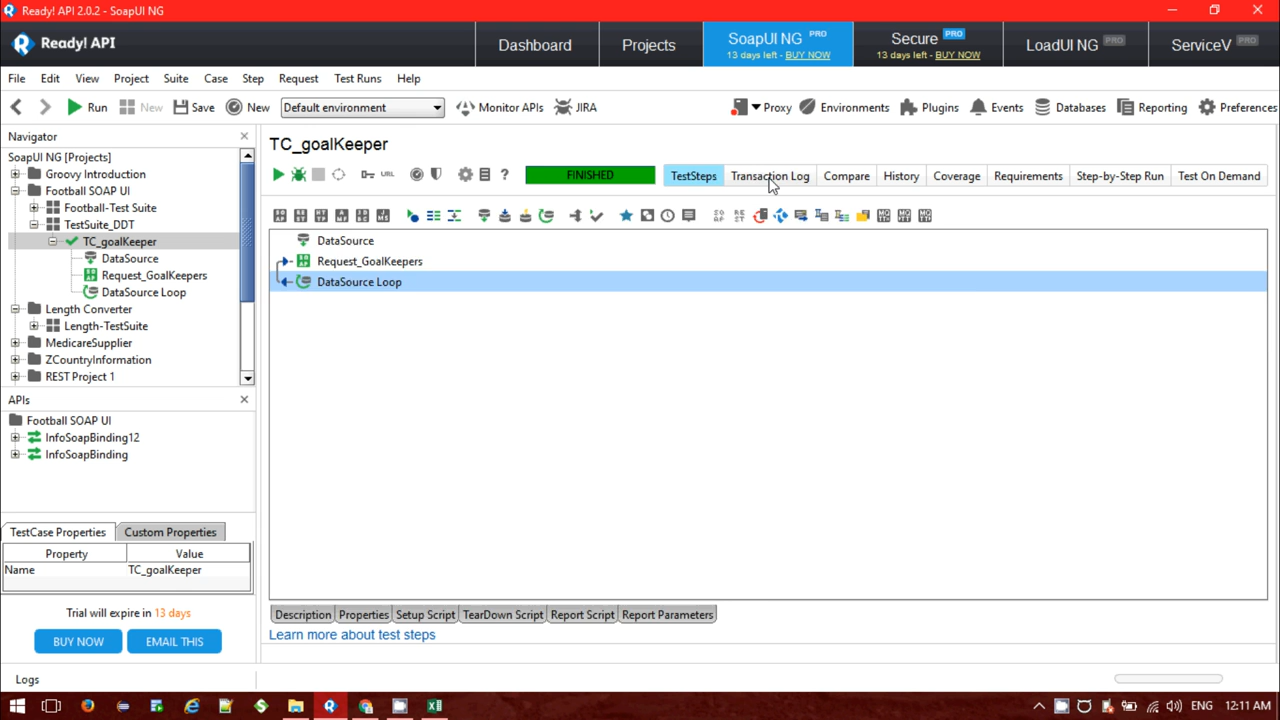 Ready! API 2.0.2 - SoapUI NG
Ready! API
Dashboard
Projects
SoapUI NG PRO
13 days left - BUY NOW
Secure PRO
13 days left - BUY NOW
LoadUI NG PRO
ServiceV PRO
File Edit View Project Suite Case Step Request Test Runs Help
Run New Save New Default environment Monitor APIs JIRA Proxy Environments Plugins Events Databases Reporting Preferences
Navigator
SoapUI NG [Projects]
Groovy Introduction
Football SOAP UI
Football-Test Suite
TestSuite_DDT
TC_goalKeeper
DataSource
Request_GoalKeepers
DataSource Loop
Length Converter
Length-TestSuite
MedicareSupplier
ZCountryInformation
REST Project 1
APIs
Football SOAP UI
InfoSoapBinding12
InfoSoapBinding
TestCase Properties Custom Properties
Property Value
Name TC_goalKeeper
Trial will expire in 13 days
BUY NOW EMAIL THIS
TC_goalKeeper
URL FINISHED TestSteps Transaction Log Compare History Coverage Requirements Step-by-Step Run Test On Demand
DataSource
Request_GoalKeepers
DataSource Loop
Description Properties Setup Script TearDown Script Report Script Report Parameters
Learn more about test steps
Logs
ENG 12:11 AM